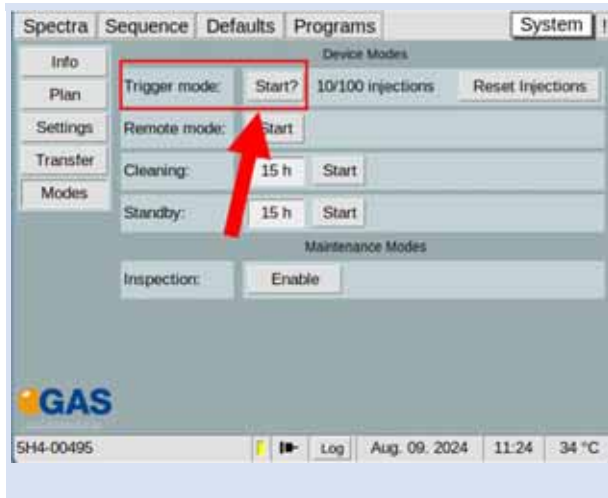 Spectra Sequence Defaults Programs System !
Info
Plan
Settings
Transfer
Modes
Device Modes
Trigger mode: Start? 10/100 injections Reset Injections
Remote mode: Start
Cleaning: 15 h Start
Standby: 15 h Start
Maintenance Modes
Inspection: Enable
GAS
5H4-00495 Log Aug. 09. 2024 11:24 34 °C